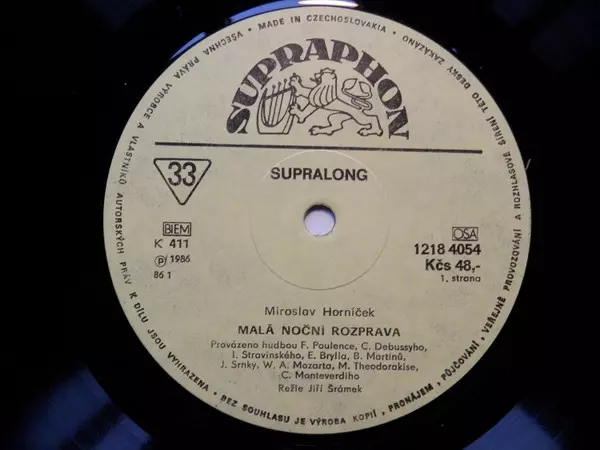 MADE IN CZECHOSLOVAKIA • VŠECHNA PRÁVA VÝROBCE A VLASTNÍKŮ AUTORSKÝCH PRÁV K DÍLU JSOU VYHRAZENA • BEZ SOUHLASU JE VÝROBA KOPIÍ, PRONÁJEM, PŮJČOVÁNÍ, VEŘEJNÉ PROVOZOVÁNÍ A ROZHLASOVÉ ŠÍŘENÍ TÉTO DESKY ZAKÁZÁNO •
SUPRAPHON
33
SUPRALONG
BIEM
K 411
Ⓟ 1986
86 1
OSA
1218 4054
Kčs 48,-
1. strana
Miroslav Horníček
MALÁ NOČNÍ ROZPRAVA
Provázeno hudbou F. Poulence, C. Debussyho,
I. Stravinského, E. Brylla, B. Martinů,
J. Srnky, W. A. Mozarta, M. Theodorakise,
C. Monteverdiho
Režie Jiří Šrámek